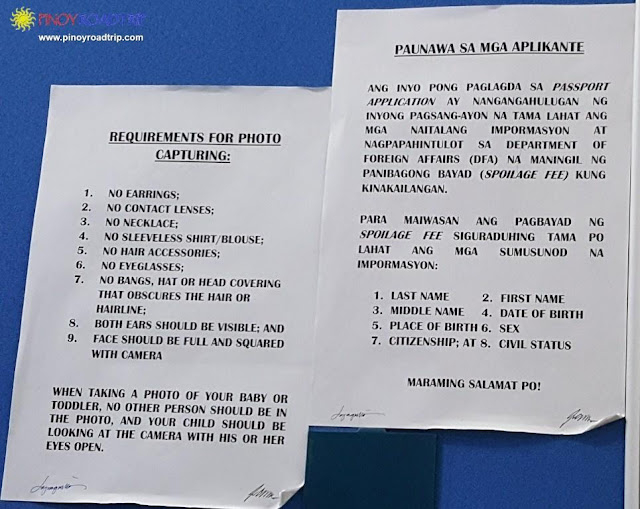 PINOYROADTRIP
www.pinoyroadtrip.com
REQUIREMENTS FOR PHOTO
CAPTURING:
1. NO EARRINGS;
2. NO CONTACT LENSES;
3. NO NECKLACE;
4. NO SLEEVELESS SHIRT/BLOUSE;
5. NO HAIR ACCESSORIES;
6. NO EYEGLASSES;
7. NO BANGS, HAT OR HEAD COVERING
THAT OBSCURES THE HAIR OR
HAIRLINE;
8. BOTH EARS SHOULD BE VISIBLE; AND
9. FACE SHOULD BE FULL AND SQUARED
WITH CAMERA
WHEN TAKING A PHOTO OF YOUR BABY OR
TODDLER, NO OTHER PERSON SHOULD BE IN
THE PHOTO, AND YOUR CHILD SHOULD BE
LOOKING AT THE CAMERA WITH HIS OR HER
EYES OPEN.
PAUNAWA SA MGA APLIKANTE
ANG INYO PONG PAGLAGDA SA PASSPORT
APPLICATION AY NANGANGAHULUGAN NG
INYONG PAGSANG-AYON NA TAMA LAHAT ANG
MGA NAITALANG IMPORMASYON AT
NAGPAPAHINTULOT SA DEPARTMENT OF
FOREIGN AFFAIRS (DFA) NA MANINGIL NG
PANIBAGONG BAYAD (SPOILAGE FEE) KUNG
KINAKAILANGAN.
PARA MAIWASAN ANG PAGBAYAD NG
SPOILAGE FEE SIGURADUHING TAMA PO
LAHAT ANG MGA SUMUSUNOD NA
IMPORMASYON:
1. LAST NAME 2. FIRST NAME
3. MIDDLE NAME 4. DATE OF BIRTH
5. PLACE OF BIRTH 6. SEX
7. CITIZENSHIP; AT 8. CIVIL STATUS
MARAMING SALAMAT PO!